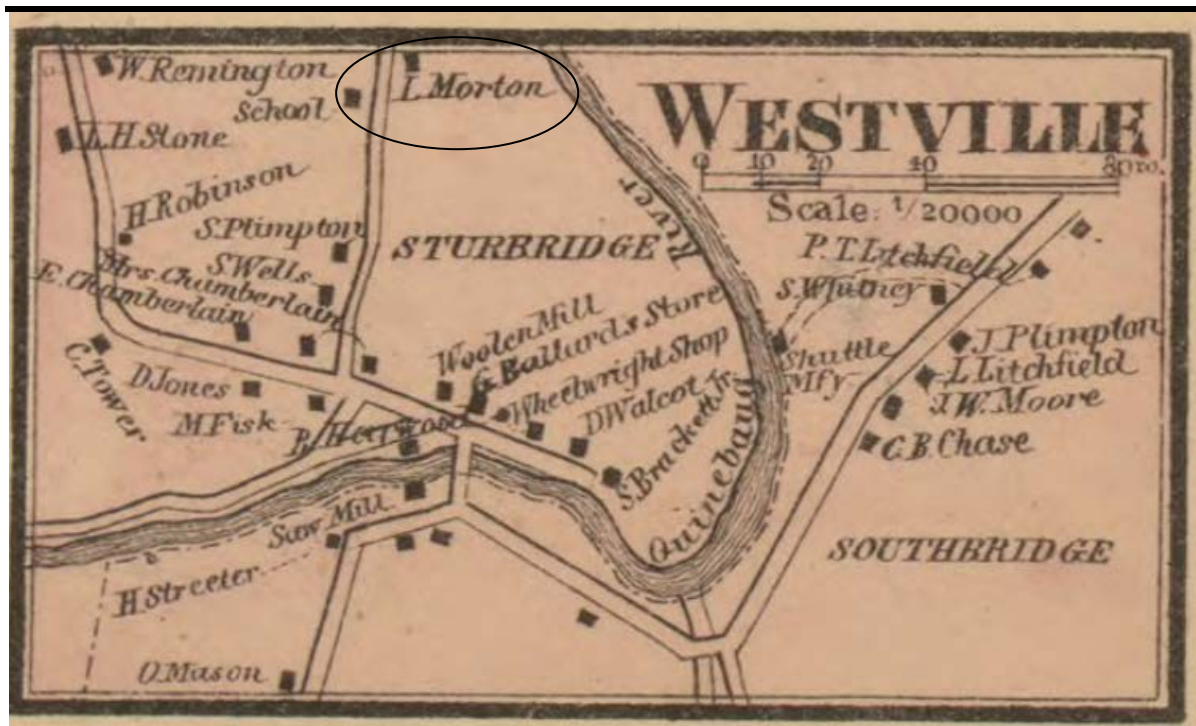 W. Remington
L. Morton
School
WESTVILLE
L.H. Stone
0 10 20 40 80 pro.
Scale: 1/20000
H. Robinson
S. Plimpton
STURBRIDGE
River
P. T. Litchfield
S. Wells
Mrs. Chamberlain
S. Whitney
E. Chamberlain
Woolen Mill
G. Ballard's Store
J. Plimpton
C. Tower
Wheelwright Shop
Shuttle
Mfy
L. Litchfield
D. Jones
D. Walcot
J. W. Moore
M. Fisk
S. Brackett Jr.
C. B. Chase
Quinebaug
Saw Mill
SOUTHBRIDGE
H. Streeter
O. Mason